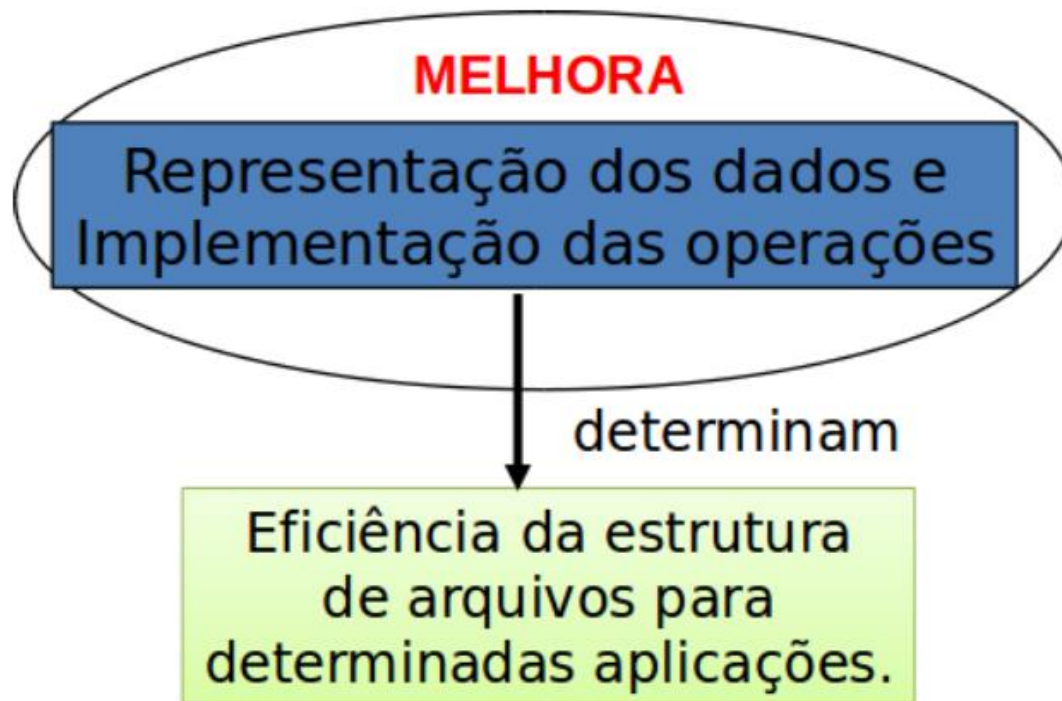 MELHORA
Representação dos dados e
Implementação das operações
determinam
Eficiência da estrutura
de arquivos para
determinadas aplicações.